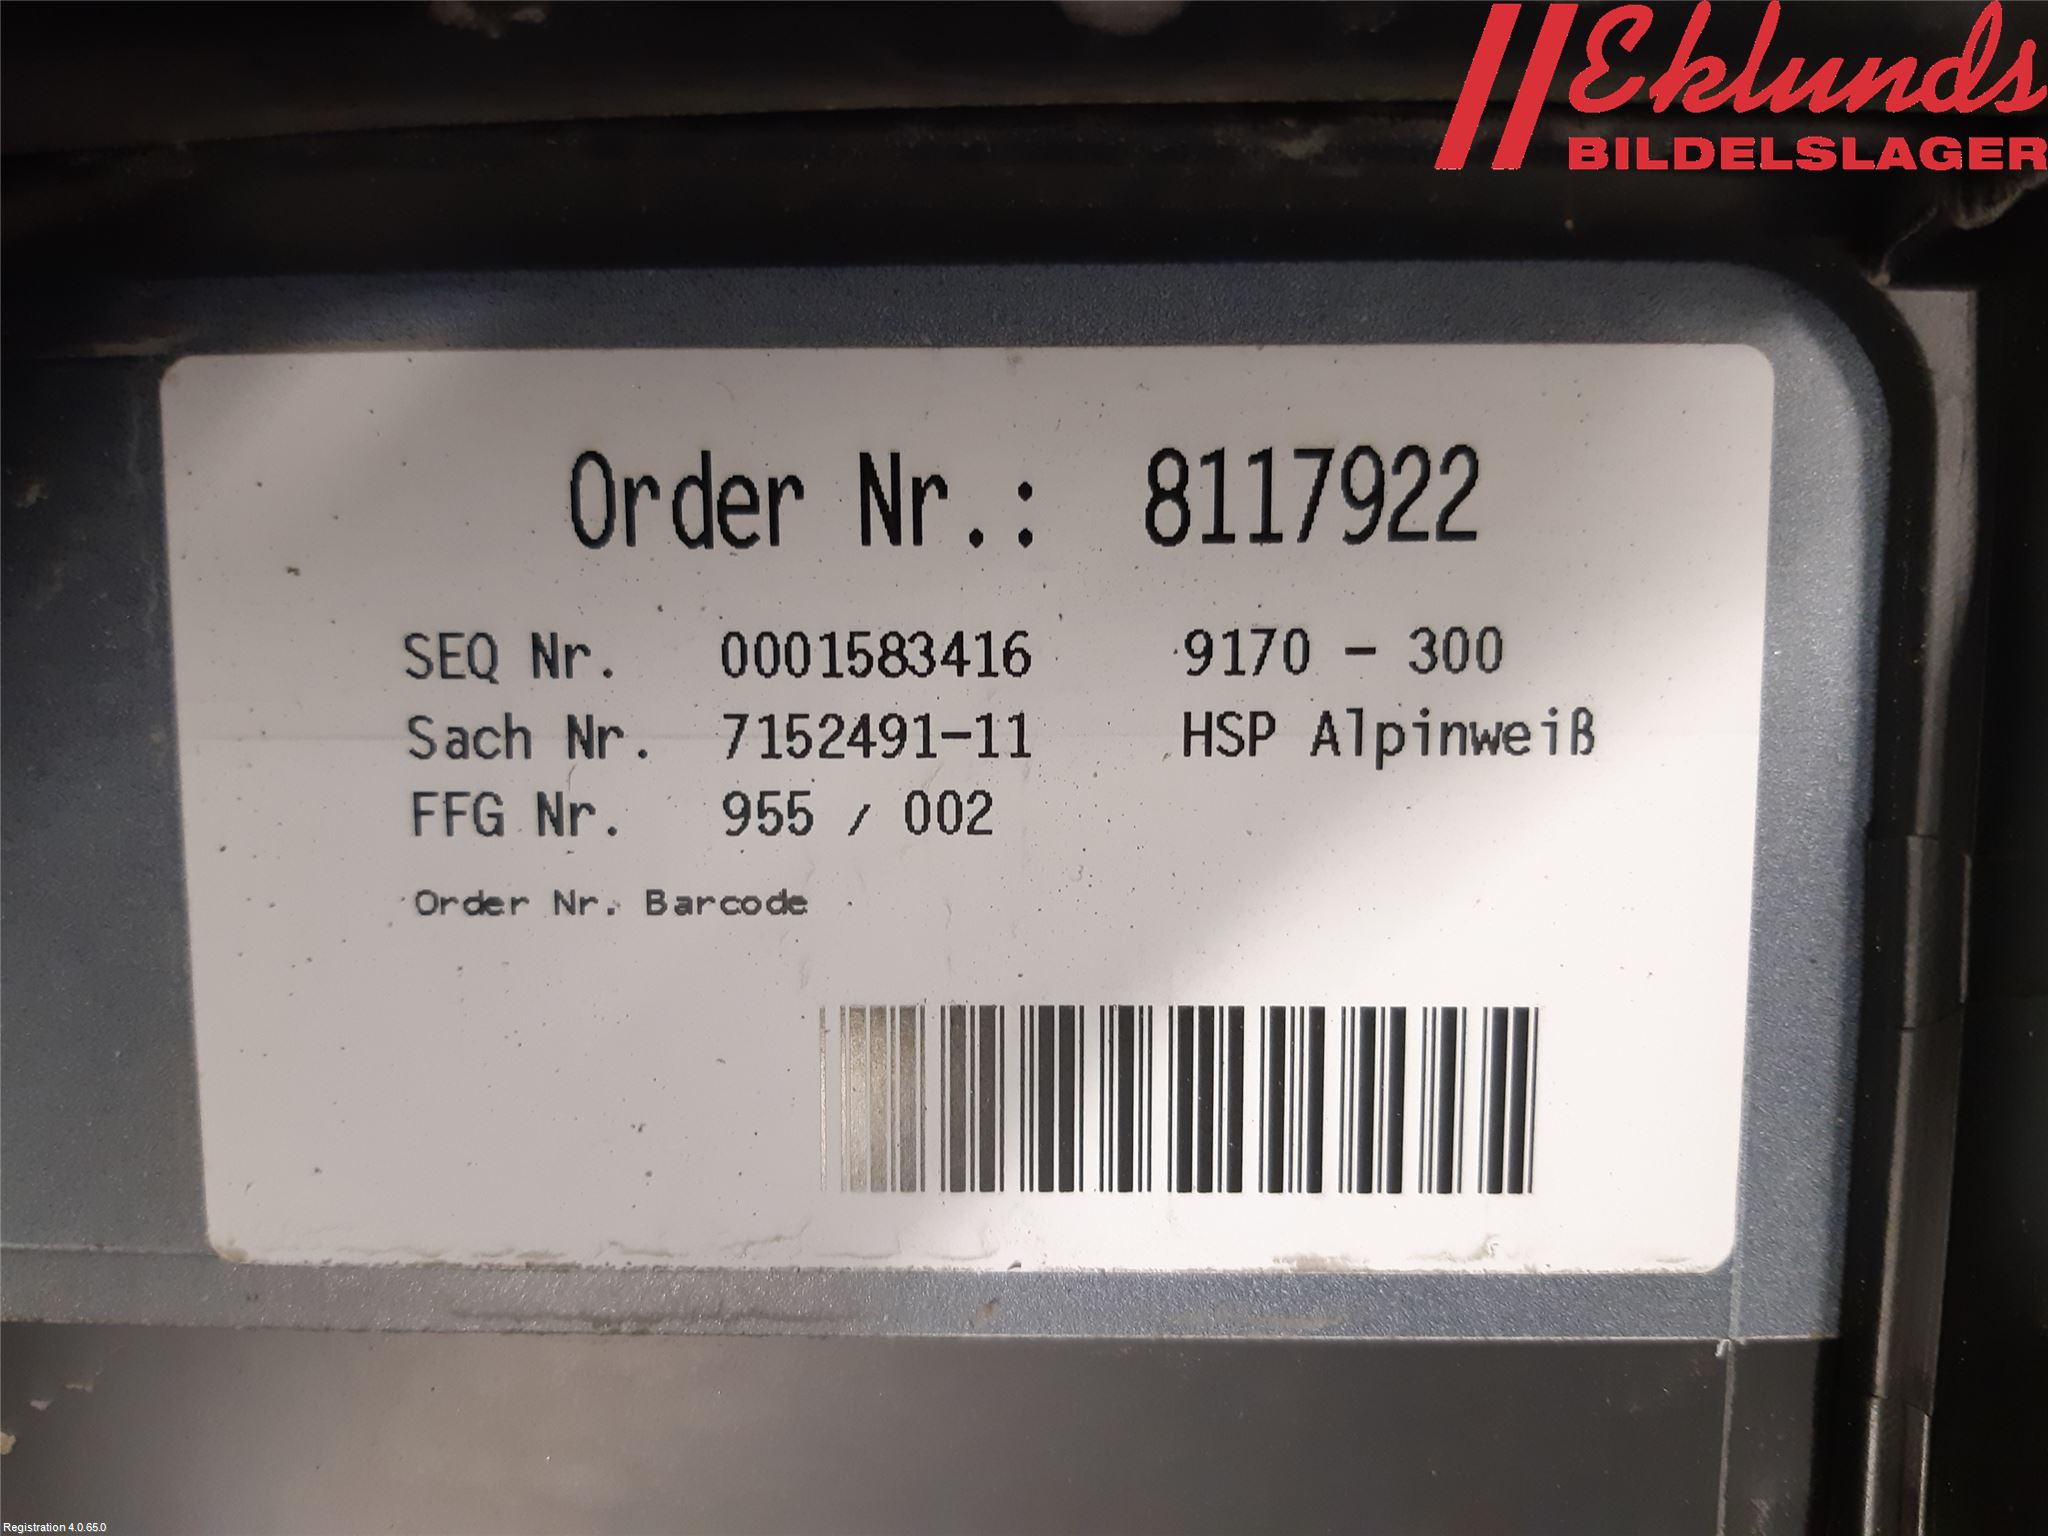 Eklunds
BILDELSLAGER
Order Nr.: 8117922
SEQ Nr. 0001583416 9170 - 300
Sach Nr. 7152491-11 HSP Alpinweiß
FFG Nr. 955 / 002
Order Nr. Barcode
Registration 4.0.65.0